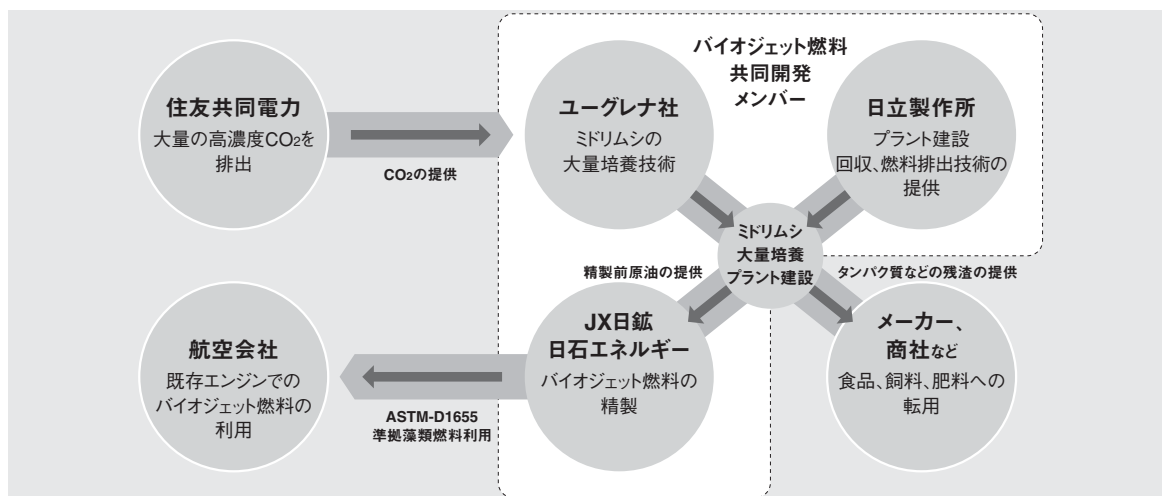 バイオジェット燃料
共同開発
メンバー
住友共同電力
大量の高濃度CO2を
排出
CO2の提供
ユーグレナ社
ミドリムシの
大量培養技術
日立製作所
プラント建設
回収、燃料排出技術の
提供
ミドリムシ
大量培養
プラント建設
精製前原油の提供
タンパク質などの残渣の提供
JX日鉱
日石エネルギー
バイオジェット燃料の
精製
メーカー、
商社など
食品、飼料、肥料への
転用
ASTM-D1655
準拠藻類燃料利用
航空会社
既存エンジンでの
バイオジェット燃料の
利用